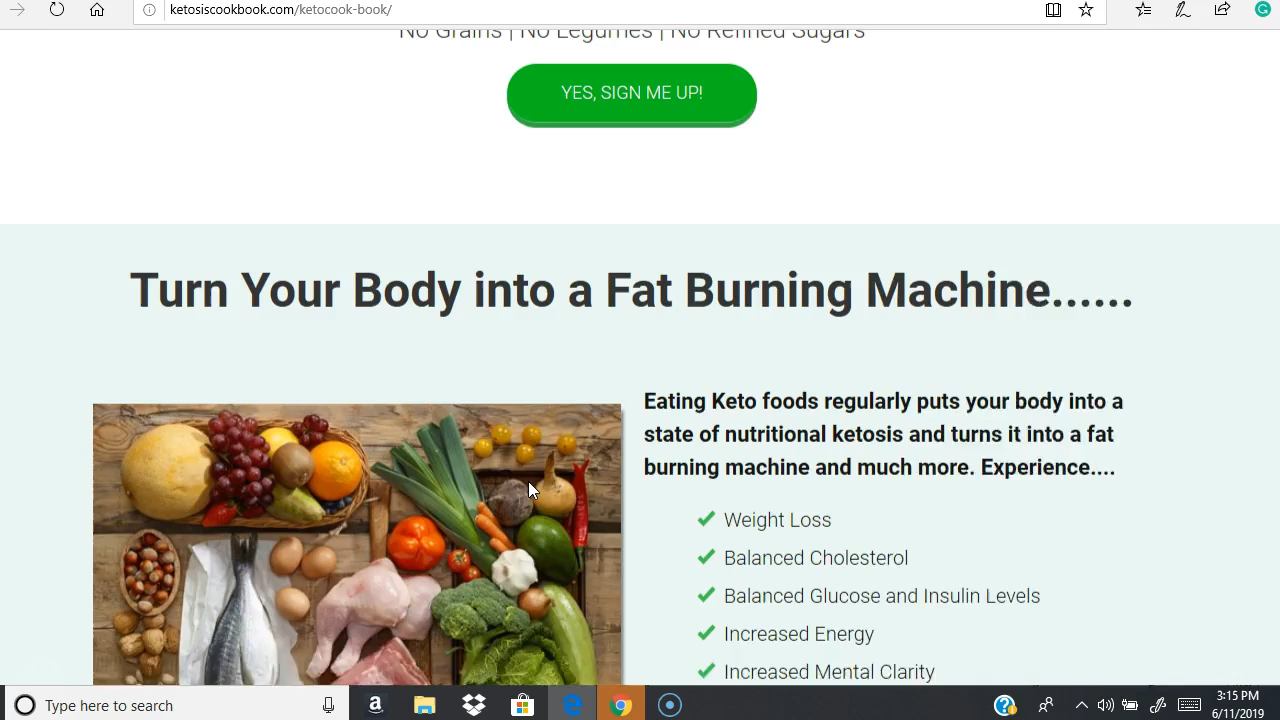 ketosiscookbook.com/ketocook-book/
No Grains | No Legumes | No Refined Sugars
YES, SIGN ME UP!
Turn Your Body into a Fat Burning Machine......
Eating Keto foods regularly puts your body into a
state of nutritional ketosis and turns it into a fat
burning machine and much more. Experience....
Weight Loss
Balanced Cholesterol
Balanced Glucose and Insulin Levels
Increased Energy
Increased Mental Clarity
Type here to search
3:15 PM
6/11/2019